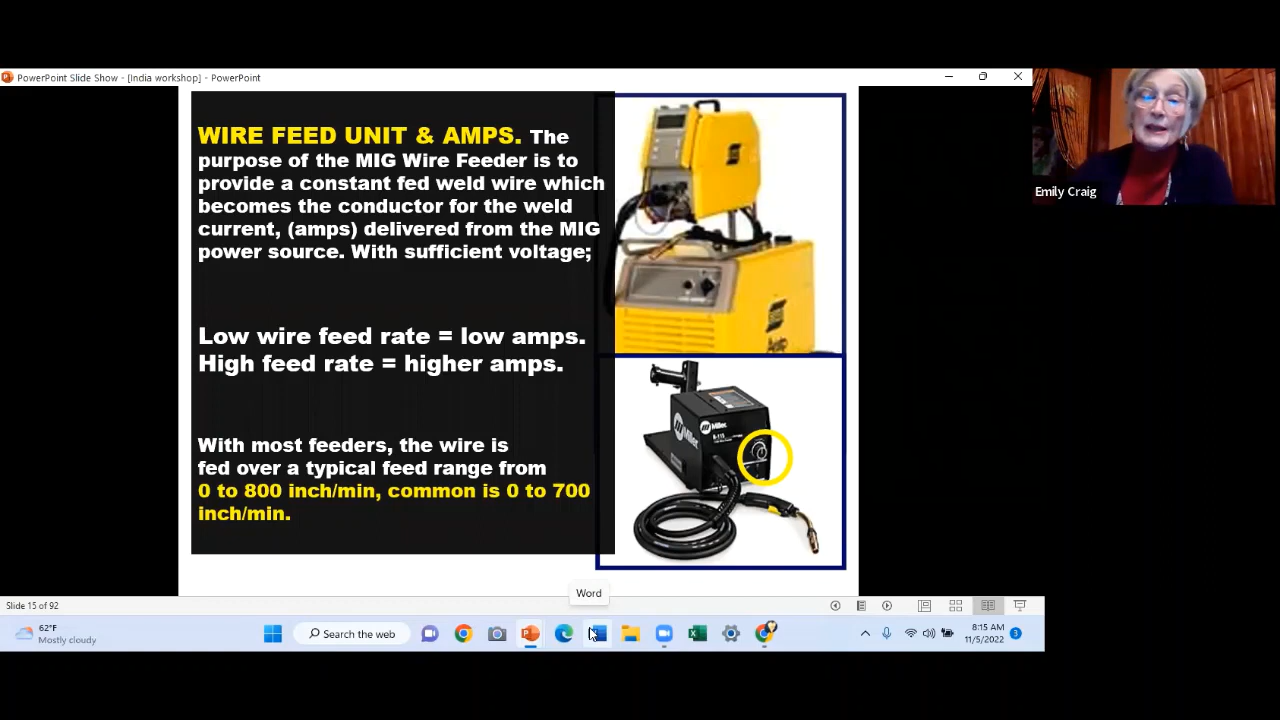 PowerPoint Slide Show - [India workshop] - PowerPoint
WIRE FEED UNIT & AMPS. The
purpose of the MIG Wire Feeder is to
provide a constant fed weld wire which
becomes the conductor for the weld
current, (amps) delivered from the MIG
power source. With sufficient voltage;
Low wire feed rate = low amps.
High feed rate = higher amps.
With most feeders, the wire is
fed over a typical feed range from
0 to 800 inch/min, common is 0 to 700
inch/min.
ESAB
ESAB
Miller
Miller
Emily Craig
Word
Slide 15 of 92
62°F
Mostly cloudy
Search the web
8:15 AM
11/5/2022
3